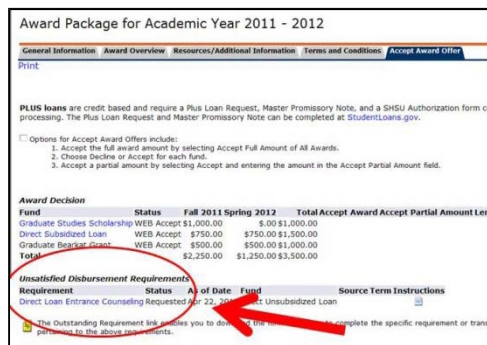 Award Package for Academic Year 2011 - 2012
General Information Award Overview Resources/Additional Information Terms and Conditions Accept Award Offer
Print
PLUS loans are credit based and require a Plus Loan Request, Master Promissory Note, and a SHSU Authorization form c
processing. The Plus Loan Request and Master Promissory Note can be completed at StudentLoans.gov.
Options for Accept Award Offers include:
1. Accept the full award amount by selecting Accept Full Amount of All Awards.
2. Choose Decline or Accept for each fund.
3. Accept a partial amount by selecting Accept and entering the amount in the Accept Partial Amount field.
Award Decision
Fund Status Fall 2011 Spring 2012 Total Accept Award Accept Partial Amount Len
Graduate Studies Scholarship WEB Accept $1,000.00 $.00 $1,000.00
Direct Subsidized Loan WEB Accept $750.00 $750.00 $1,500.00
Graduate Bearkat Grant WEB Accept $500.00 $500.00 $1,000.00
Total $2,250.00 $1,250.00 $3,500.00
Unsatisfied Disbursement Requirements
Requirement Status As of Date Fund Source Term Instructions
Direct Loan Entrance Counseling Requested Apr 22, 20 Unsubsidized Loan
The Outstanding Requirement link enables you to complete the specific requirement or trans
pertaining to the above requirements.